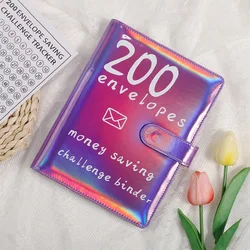 200 ENVELOPE SAVING
CHALLENGE TRACKER
200
envelopes
money saving
challenge binder